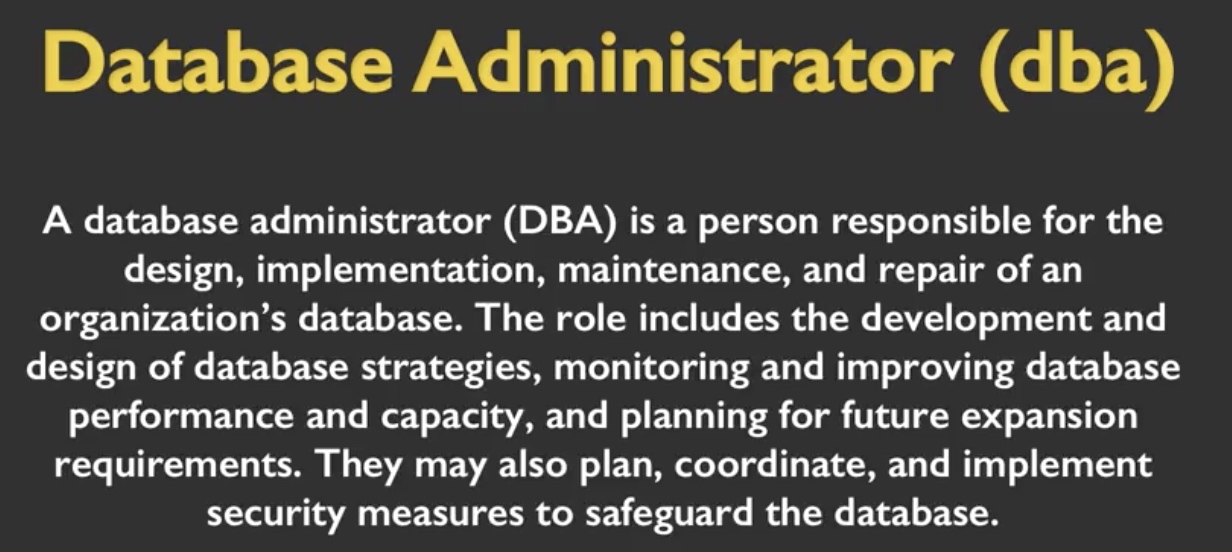 Database Administrator (dba)
A database administrator (DBA) is a person responsible for the
design, implementation, maintenance, and repair of an
organization’s database. The role includes the development and
design of database strategies, monitoring and improving database
performance and capacity, and planning for future expansion
requirements. They may also plan, coordinate, and implement
security measures to safeguard the database.